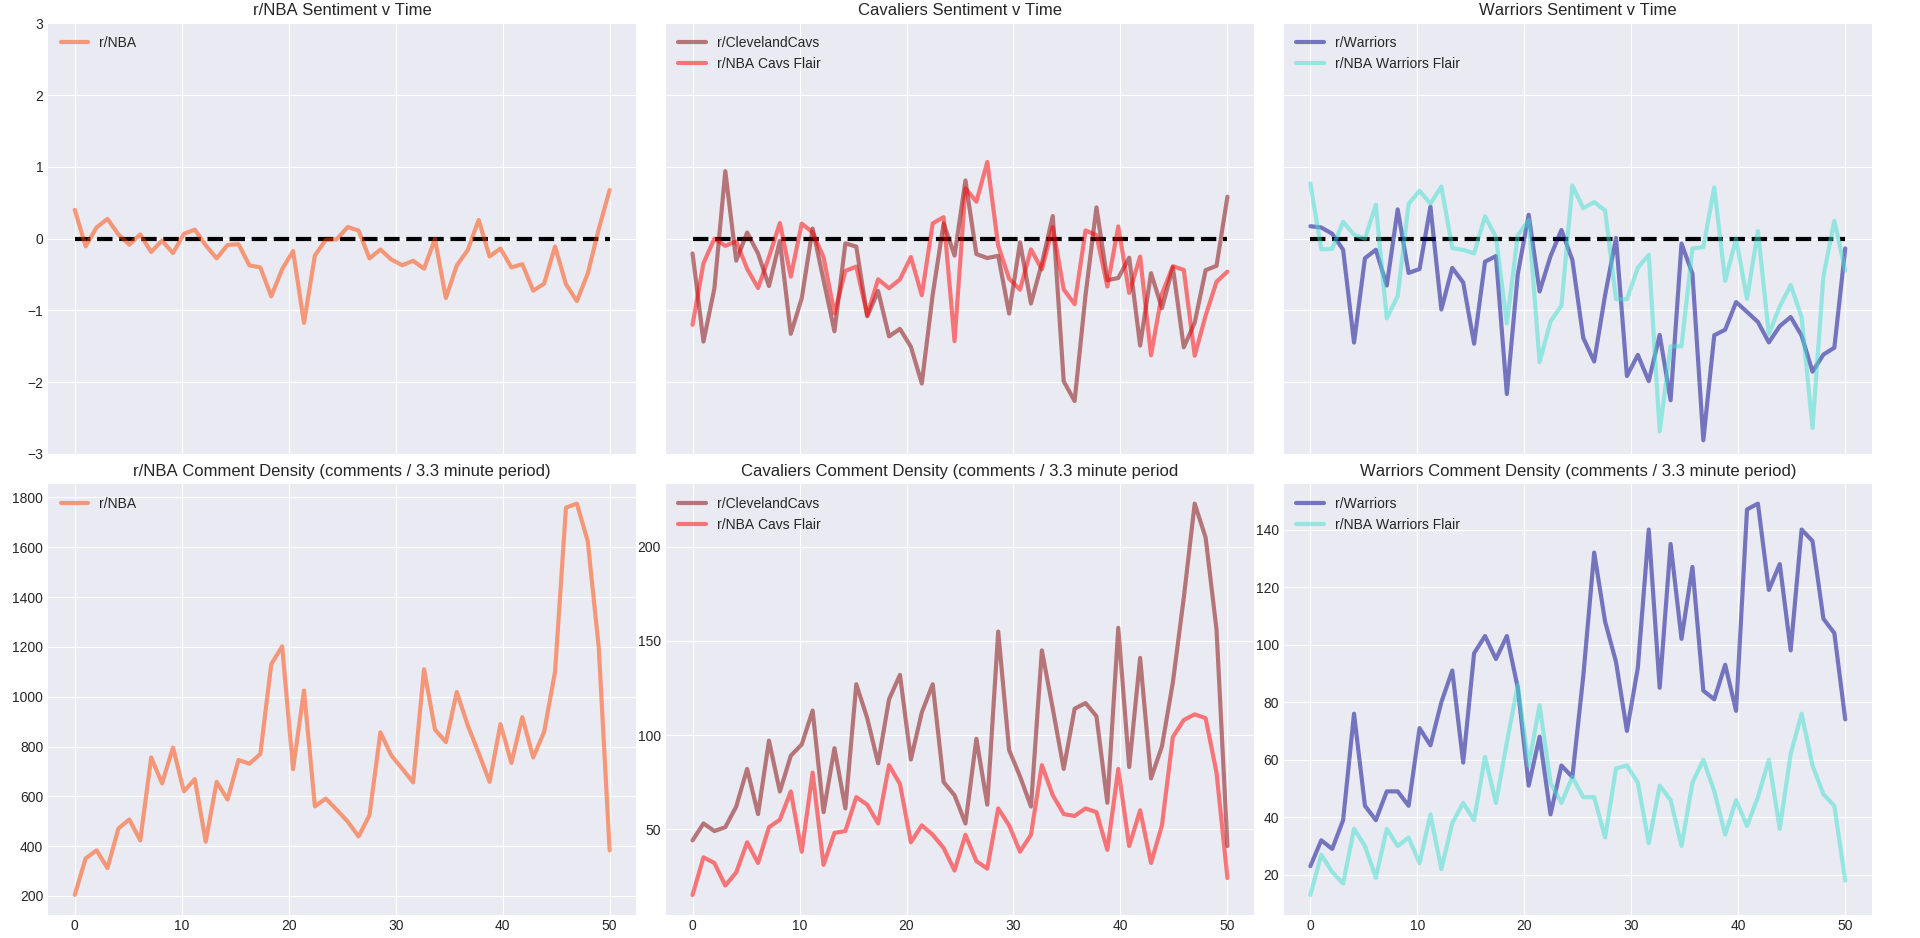 r/NBA Sentiment v Time
Cavaliers Sentiment v Time
Warriors Sentiment v Time
3
2
1
0
−1
−2
−3
r/NBA
r/ClevelandCavs
r/NBA Cavs Flair
r/Warriors
r/NBA Warriors Flair
r/NBA Comment Density (comments / 3.3 minute period)
Cavaliers Comment Density (comments / 3.3 minute period
Warriors Comment Density (comments / 3.3 minute period)
1800
1600
1400
1200
1000
800
600
400
200
r/NBA
0 10 20 30 40 50
200
150
100
50
r/ClevelandCavs
r/NBA Cavs Flair
0 10 20 30 40 50
140
120
100
80
60
40
20
r/Warriors
r/NBA Warriors Flair
0 10 20 30 40 50